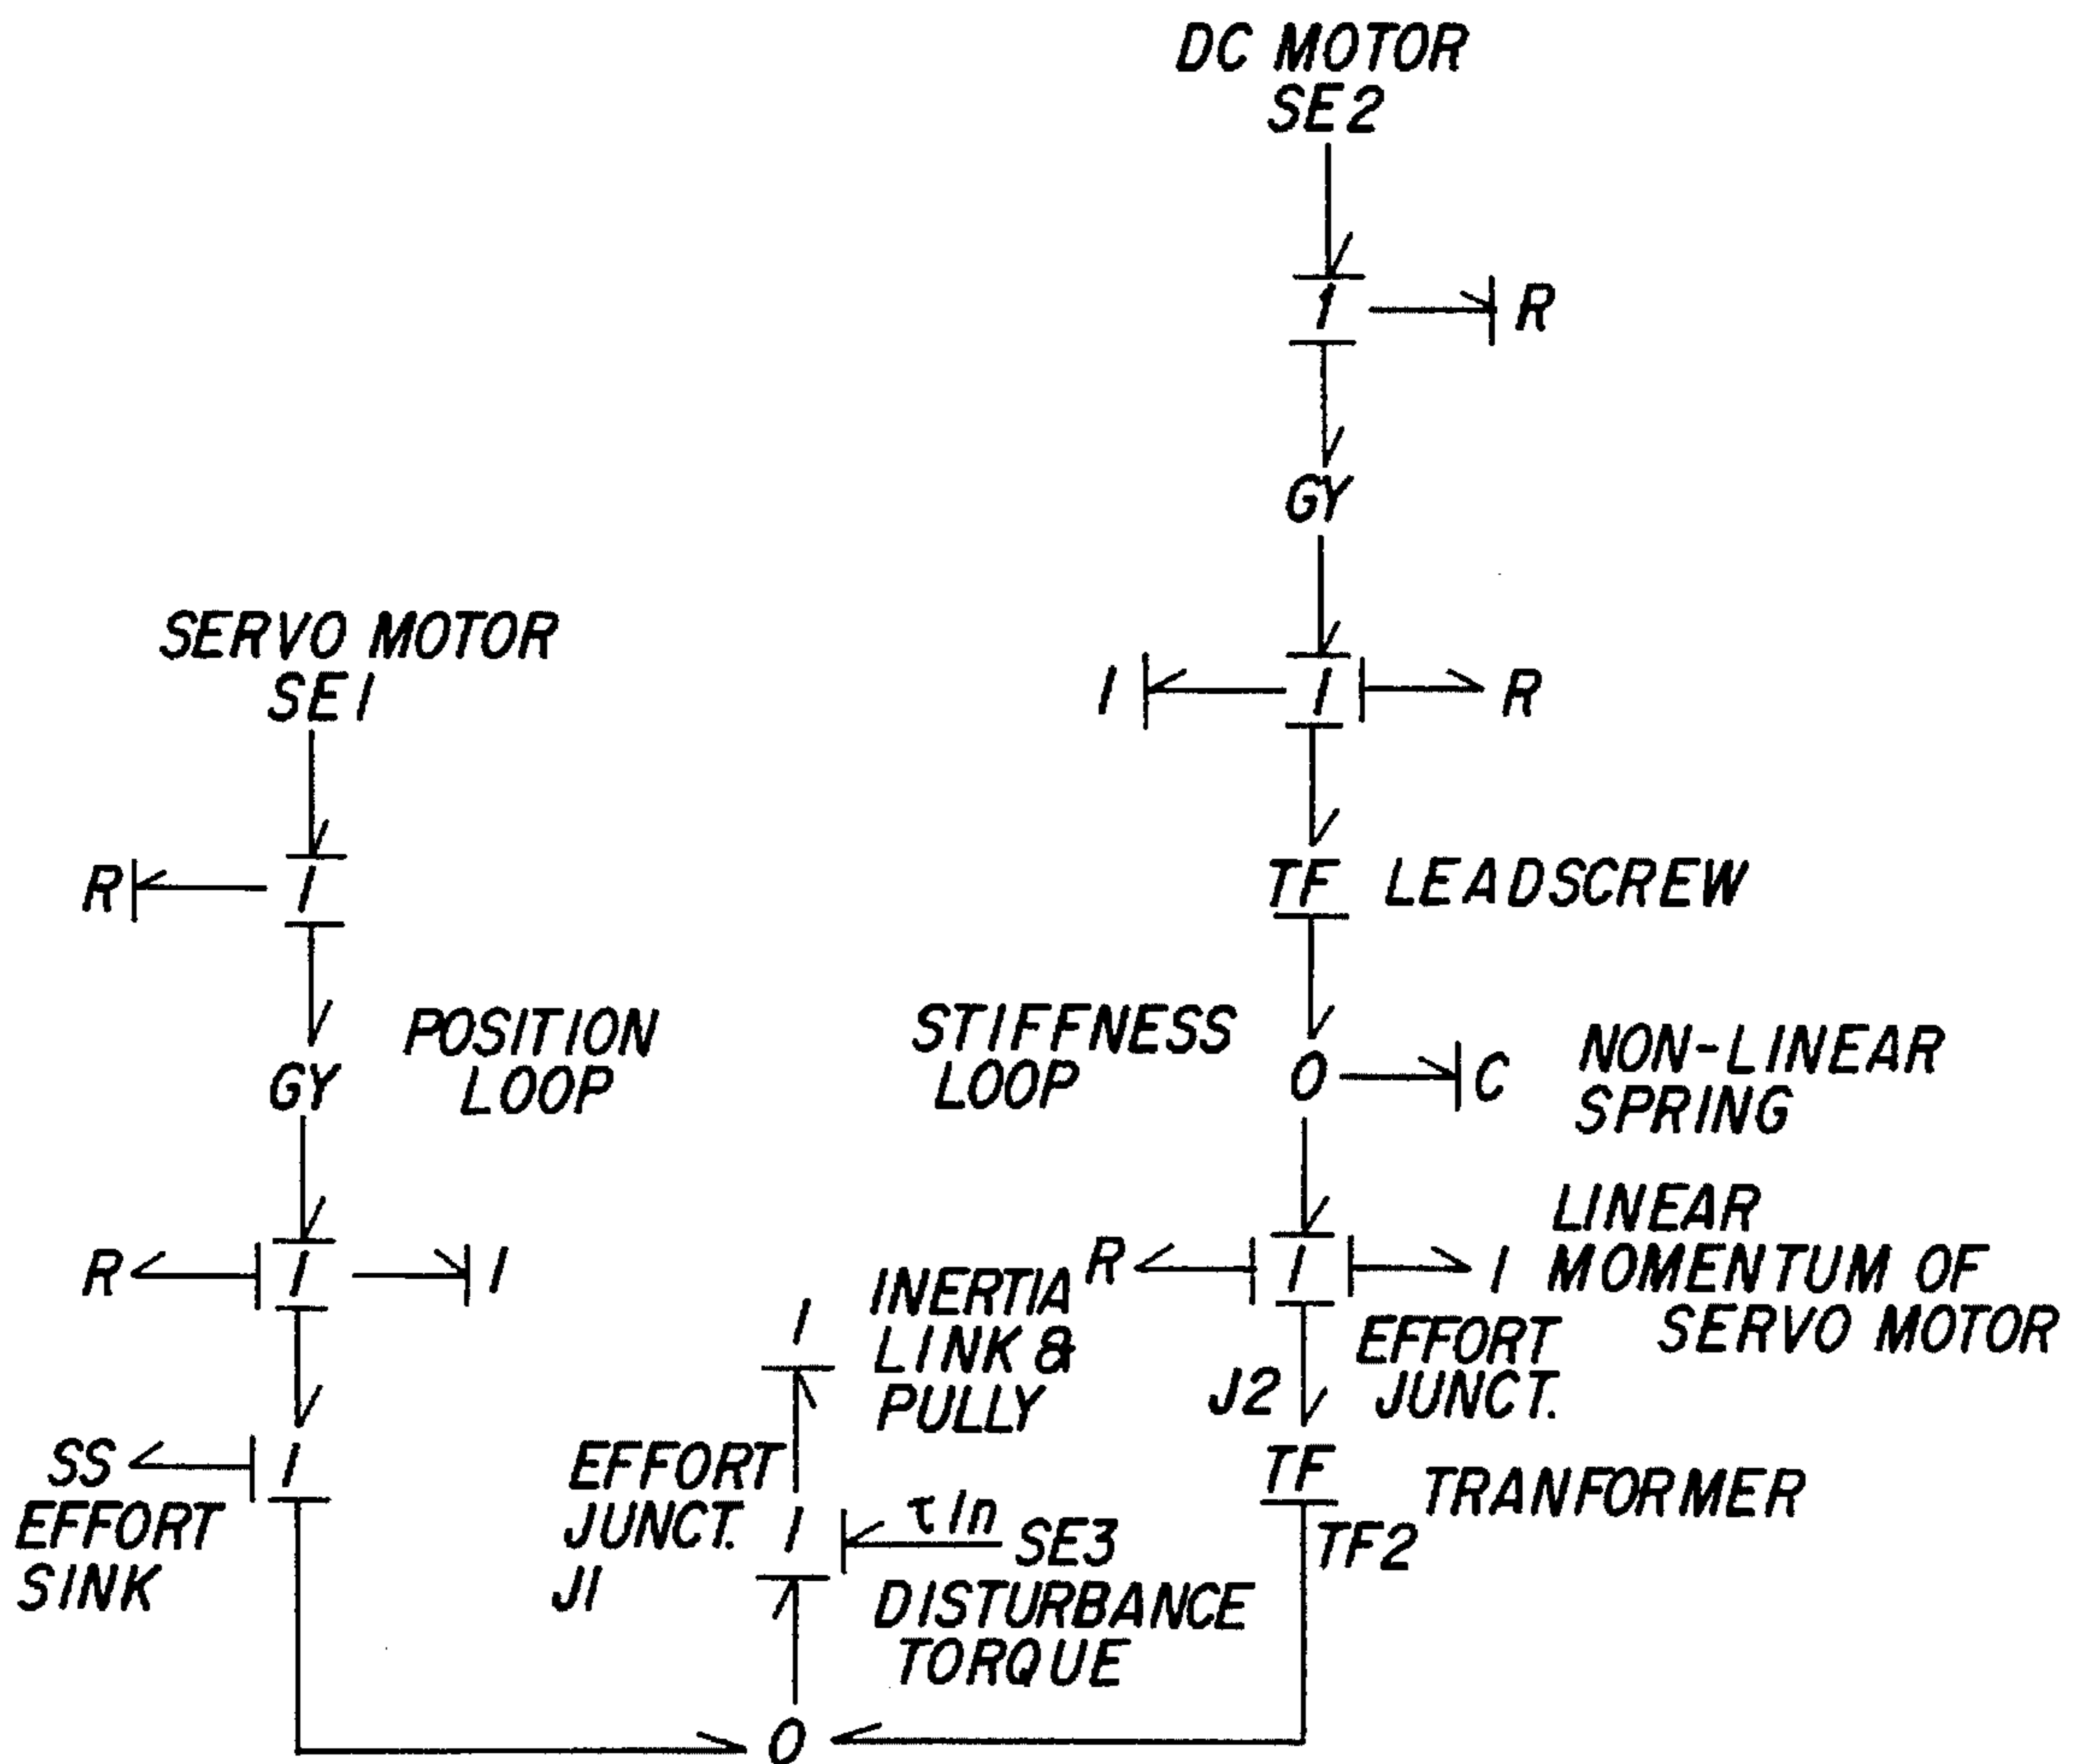 DC MOTOR
SE2
I
R
GY
I
I
R
TF LEADSCREW
STIFFNESS
LOOP
O
C
NON-LINEAR
SPRING
R
I
I
LINEAR
MOMENTUM OF
SERVO MOTOR
J2
EFFORT
JUNCT.
TF
TRANFORMER
TF2
SERVO MOTOR
SE1
R
I
GY
POSITION
LOOP
R
I
I
SS
I
EFFORT
SINK
I
INERTIA
LINK &
PULLY
EFFORT
JUNCT.
J1
I
τIn
SE3
DISTURBANCE
TORQUE
O